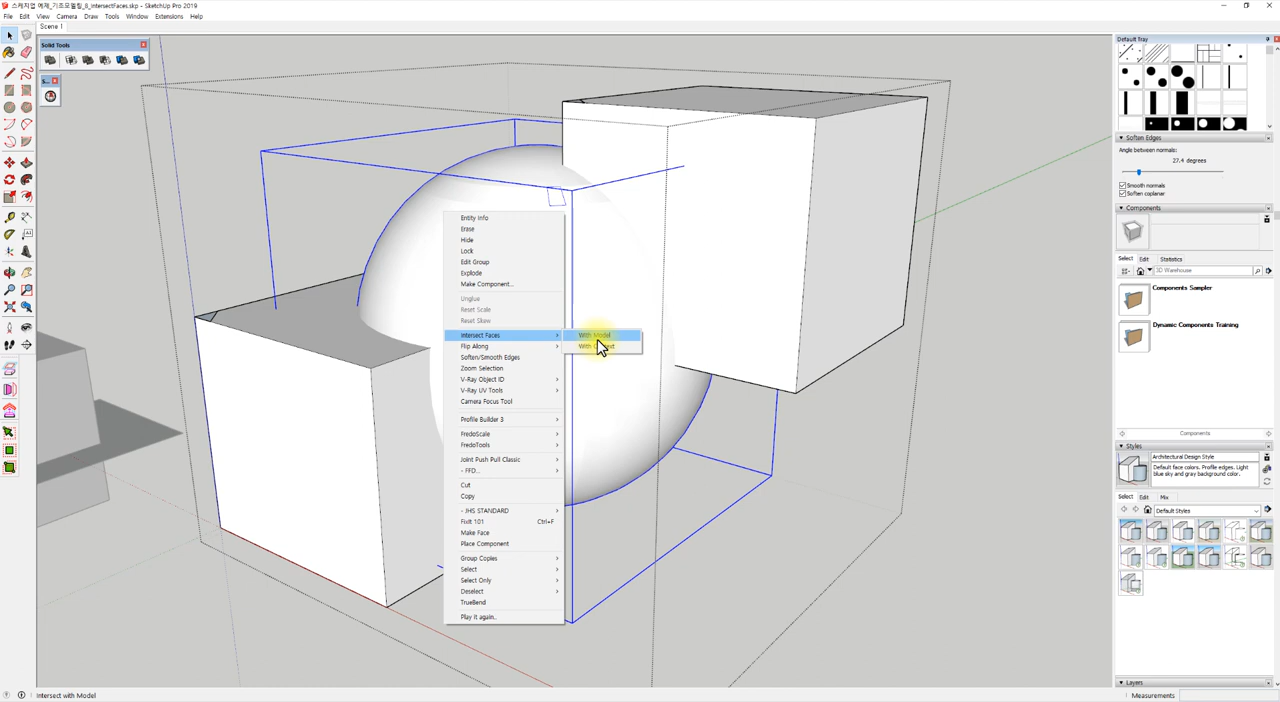 스케치업 예제_기초모델링_8_IntersectFaces.skp - SketchUp Pro 2019
File Edit View Camera Draw Tools Window Extensions Help
Scene 1
Solid Tools
S...
Entity Info
Erase
Hide
Lock
Edit Group
Explode
Make Component...
Unglue
Reset Scale
Reset Skew
Intersect Faces
With Model
Flip Along
Soften/Smooth Edges
Zoom Selection
V-Ray Object ID
V-Ray UV Tools
Camera Focus Tool
Profile Builder 3
FredoScale
FredoTools
Joint Push Pull Classic
- FFD...
Cut
Copy
- JHS STANDARD
FixIt 101 Ctrl+F
Make Face
Place Component
Group Copies
Select
Select Only
Deselect
TrueBend
Play it again..
Default Tray
Soften Edges
Angle between normals:
27.4 degrees
Smooth normals
Soften coplanar
Components
Select Edit Statistics
3D Warehouse
Components Sampler
Dynamic Components Training
Components
Styles
Architectural Design Style
Default face colors. Profile edges. Light
blue sky and gray background color.
Select Edit Mix
Default Styles
Layers
Intersect with Model
Measurements